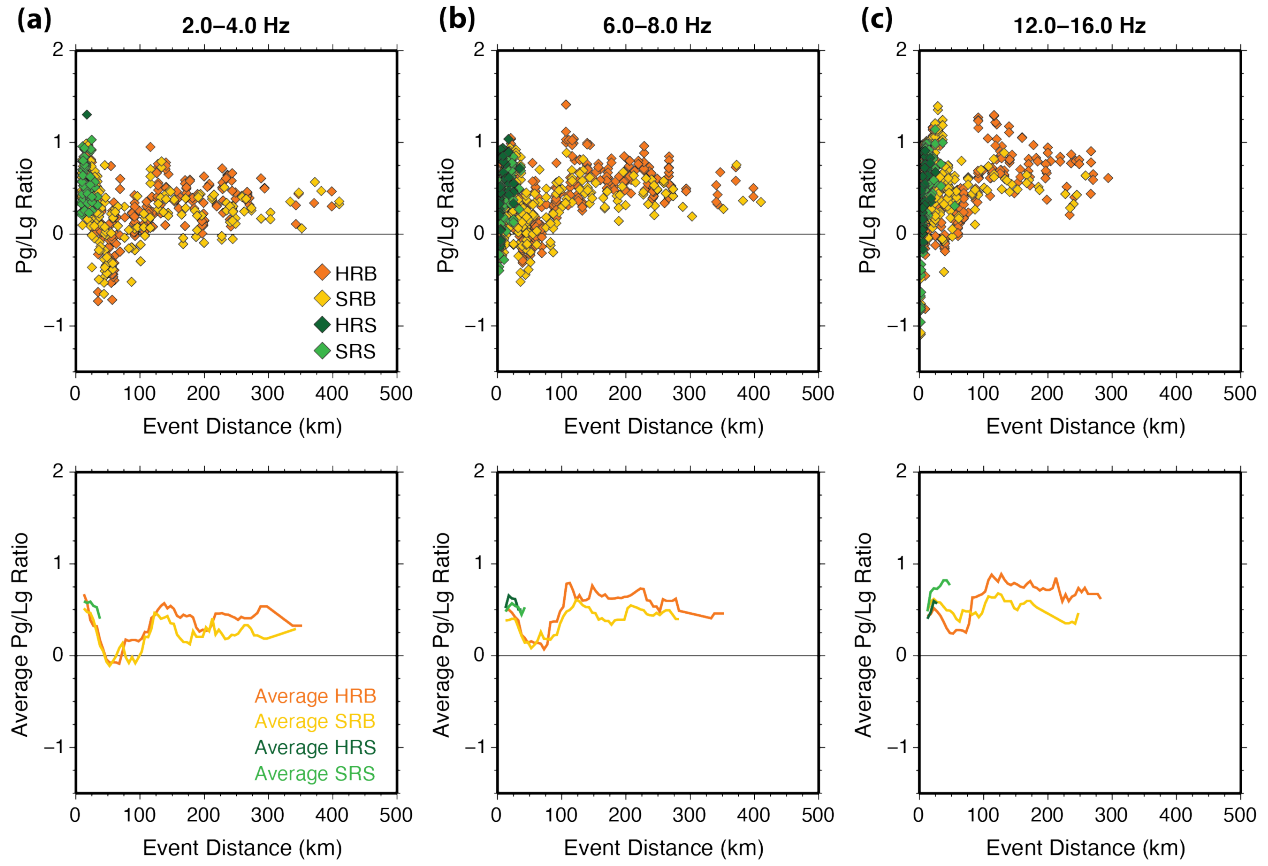 (a)
2.0–4.0 Hz
2
1
0
−1
Pg/Lg Ratio
HRB
SRB
HRS
SRS
0 100 200 300 400 500
Event Distance (km)
(b)
6.0–8.0 Hz
2
1
0
−1
Pg/Lg Ratio
0 100 200 300 400 500
Event Distance (km)
(c)
12.0–16.0 Hz
2
1
0
−1
Pg/Lg Ratio
0 100 200 300 400 500
Event Distance (km)
2
1
0
−1
Average Pg/Lg Ratio
Average HRB
Average SRB
Average HRS
Average SRS
0 100 200 300 400 500
Event Distance (km)
2
1
0
−1
Average Pg/Lg Ratio
0 100 200 300 400 500
Event Distance (km)
2
1
0
−1
Average Pg/Lg Ratio
0 100 200 300 400 500
Event Distance (km)